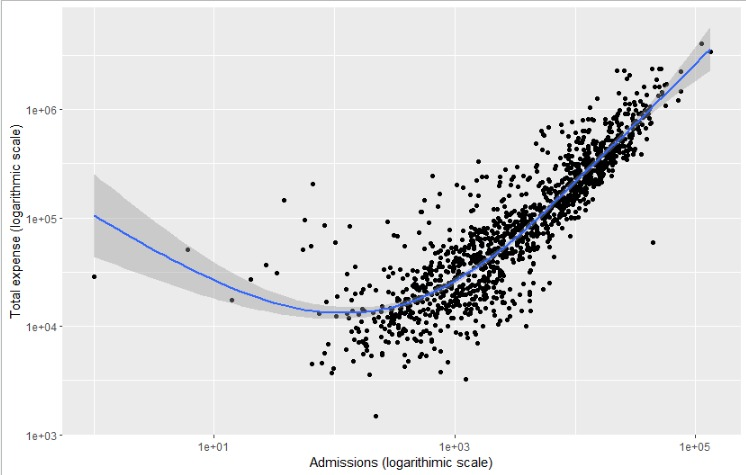 Total expense (logarithmic scale)
1e+06
1e+05
1e+04
1e+03
1e+01
1e+03
1e+05
Admissions (logarithimic scale)